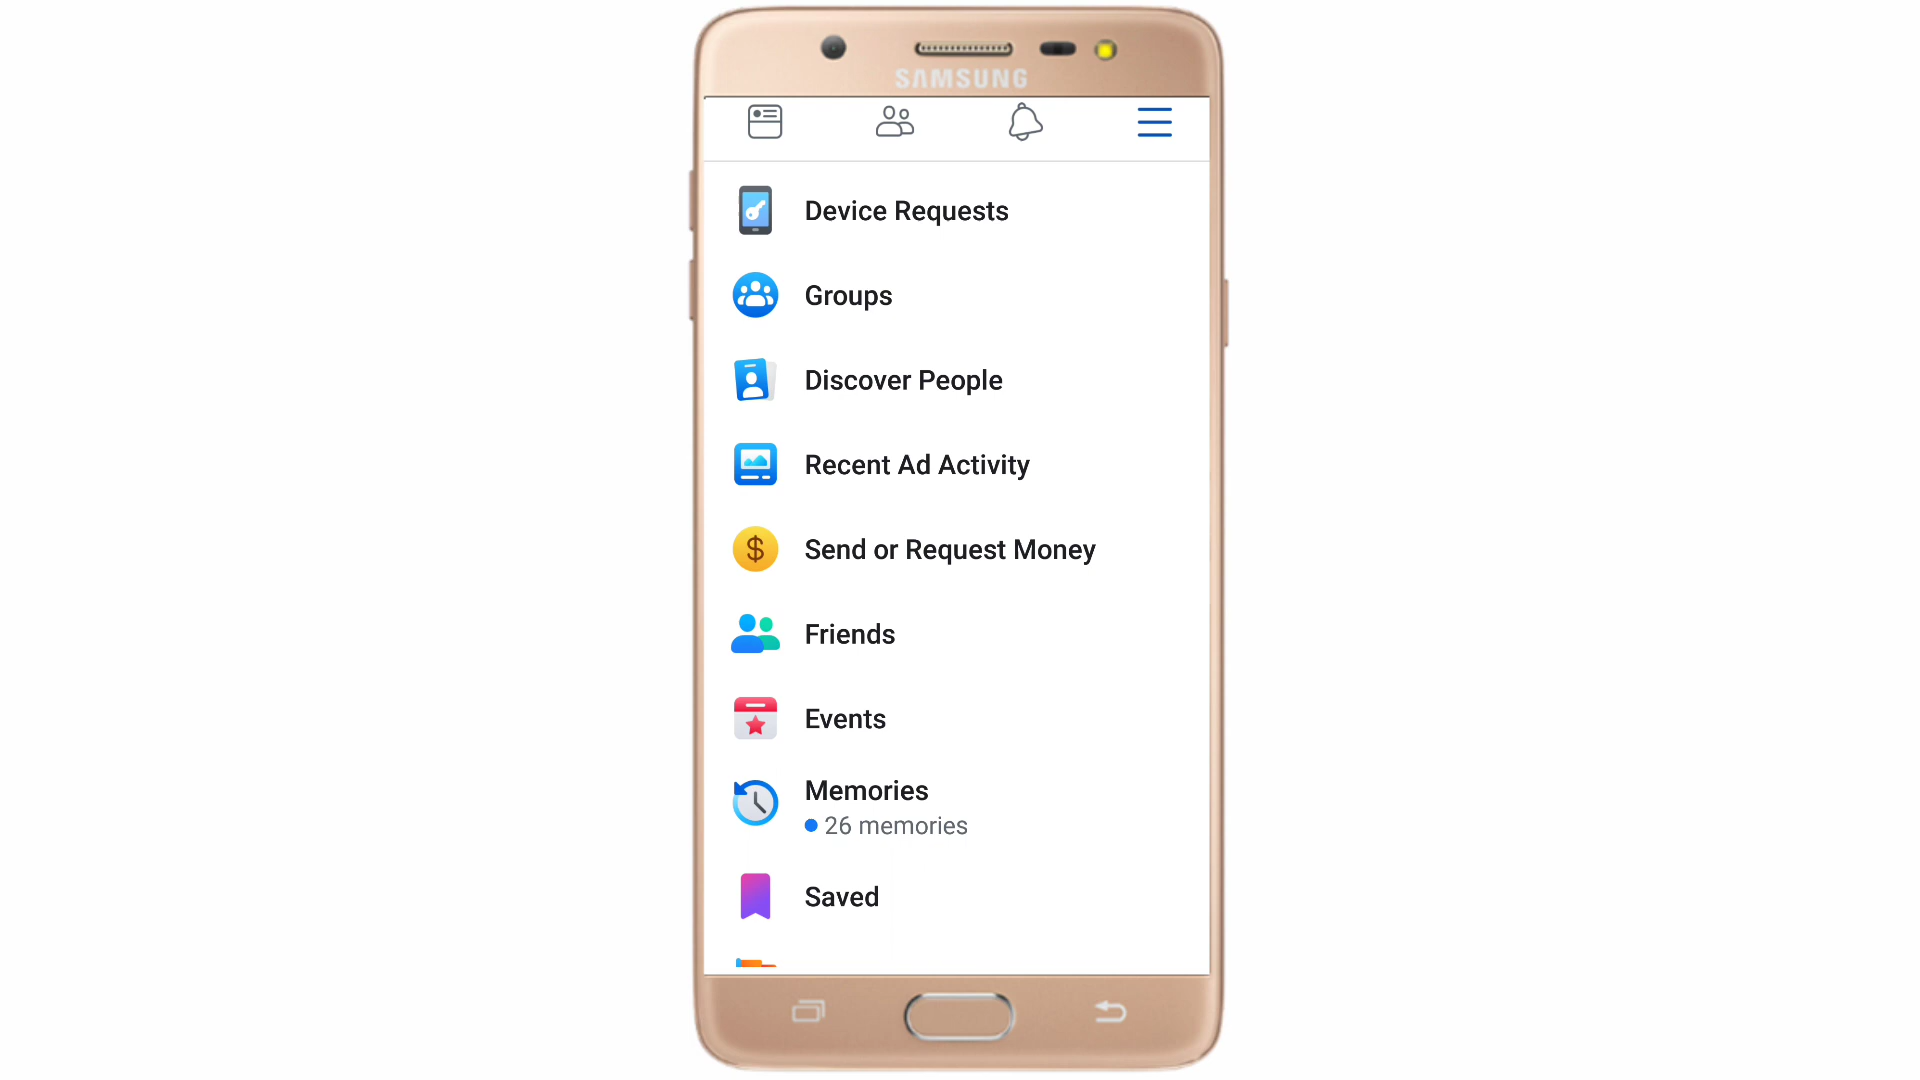 SAMSUNG
Device Requests
Groups
Discover People
Recent Ad Activity
$
Send or Request Money
Friends
Events
Memories
26 memories
Saved